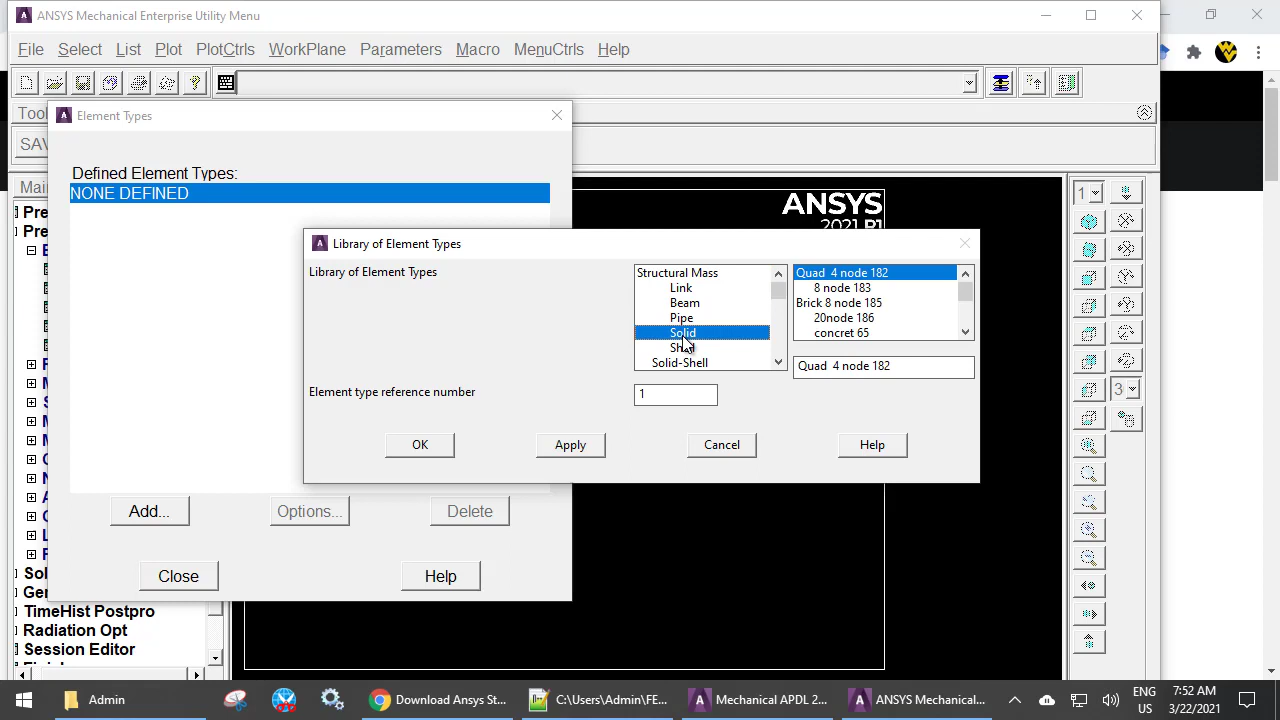 ANSYS Mechanical Enterprise Utility Menu
File Select List Plot PlotCtrls WorkPlane Parameters Macro MenuCtrls Help
Element Types
Defined Element Types:
NONE DEFINED
ANSYS
2021 R1
Library of Element Types
Library of Element Types
Structural Mass
Link
Beam
Pipe
Solid
Solid-Shell
Quad 4 node 182
8 node 183
Brick 8 node 185
20node 186
concret 65
Quad 4 node 182
Element type reference number
1
OK Apply Cancel Help
Add... Options... Delete
Close Help
1
3
TimeHist Postpro
Radiation Opt
Session Editor
Admin
Download Ansys St...
C:\Users\Admin\FE...
Mechanical APDL 2...
ANSYS Mechanical...
ENG
US
7:52 AM
3/22/2021